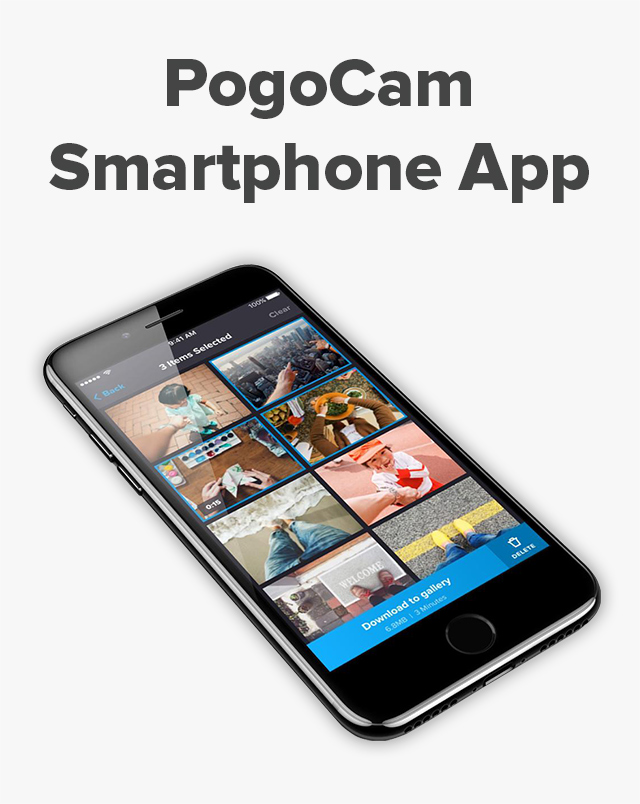 PogoCam
Smartphone App
9:41 AM
100%
Back
3 Items Selected
Clear
0:15
WELCOME
Download to gallery
6.8MB | 3 Minutes
DELETE